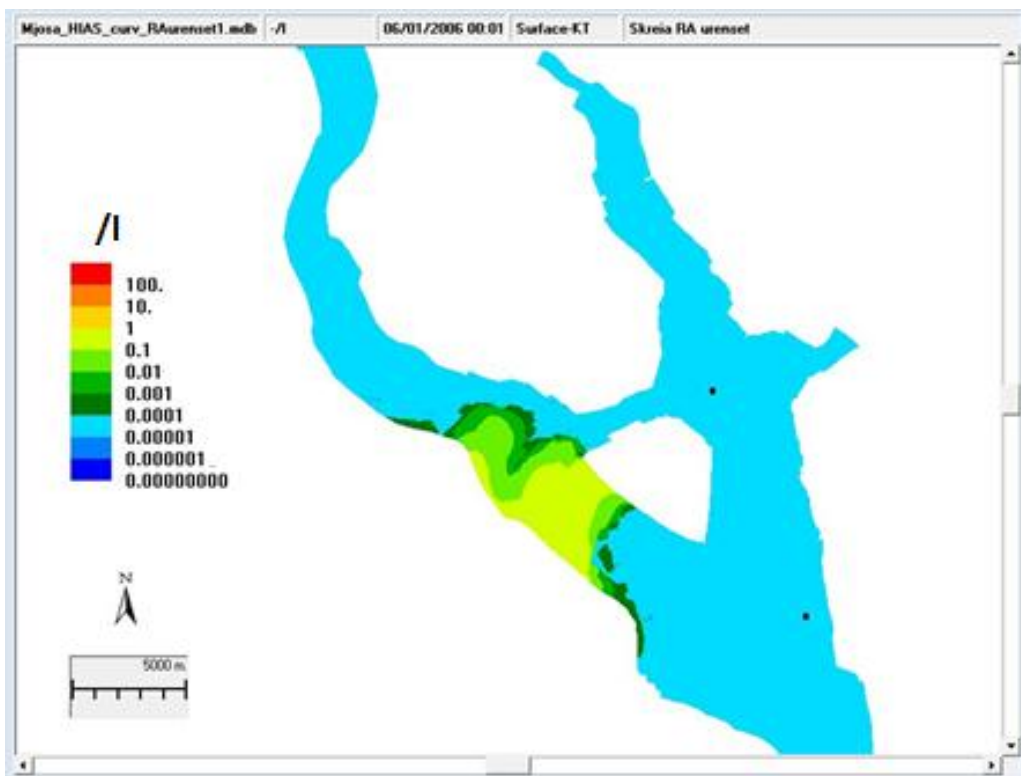 Mjosa_HIAS_curv_RAurenset1.mdb -/l 06/01/2006 00:01 Surface-KT Skreia RA urenset
/l
100.
10.
1
0.1
0.01
0.001
0.0001
0.00001
0.000001
0.00000000
N
5000 m